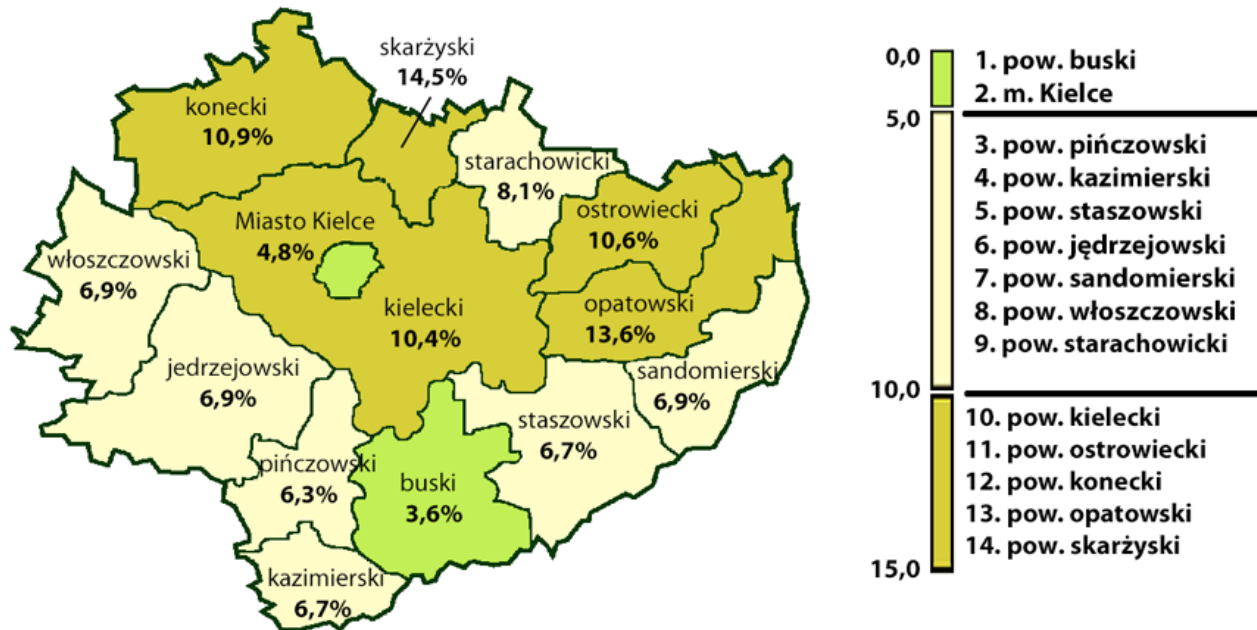 skarżyski
14,5%
konecki
10,9%
starachowicki
8,1%
Miasto Kielce
4,8%
ostrowiecki
10,6%
włoszczowski
6,9%
kielecki
10,4%
opatowski
13,6%
jedrzejowski
6,9%
sandomierski
6,9%
staszowski
6,7%
pińczowski
6,3%
buski
3,6%
kazimierski
6,7%
0,0
1. pow. buski
2. m. Kielce
5,0
3. pow. pińczowski
4. pow. kazimierski
5. pow. staszowski
6. pow. jędrzejowski
7. pow. sandomierski
8. pow. włoszczowski
9. pow. starachowicki
10,0
10. pow. kielecki
11. pow. ostrowiecki
12. pow. konecki
13. pow. opatowski
14. pow. skarżyski
15,0